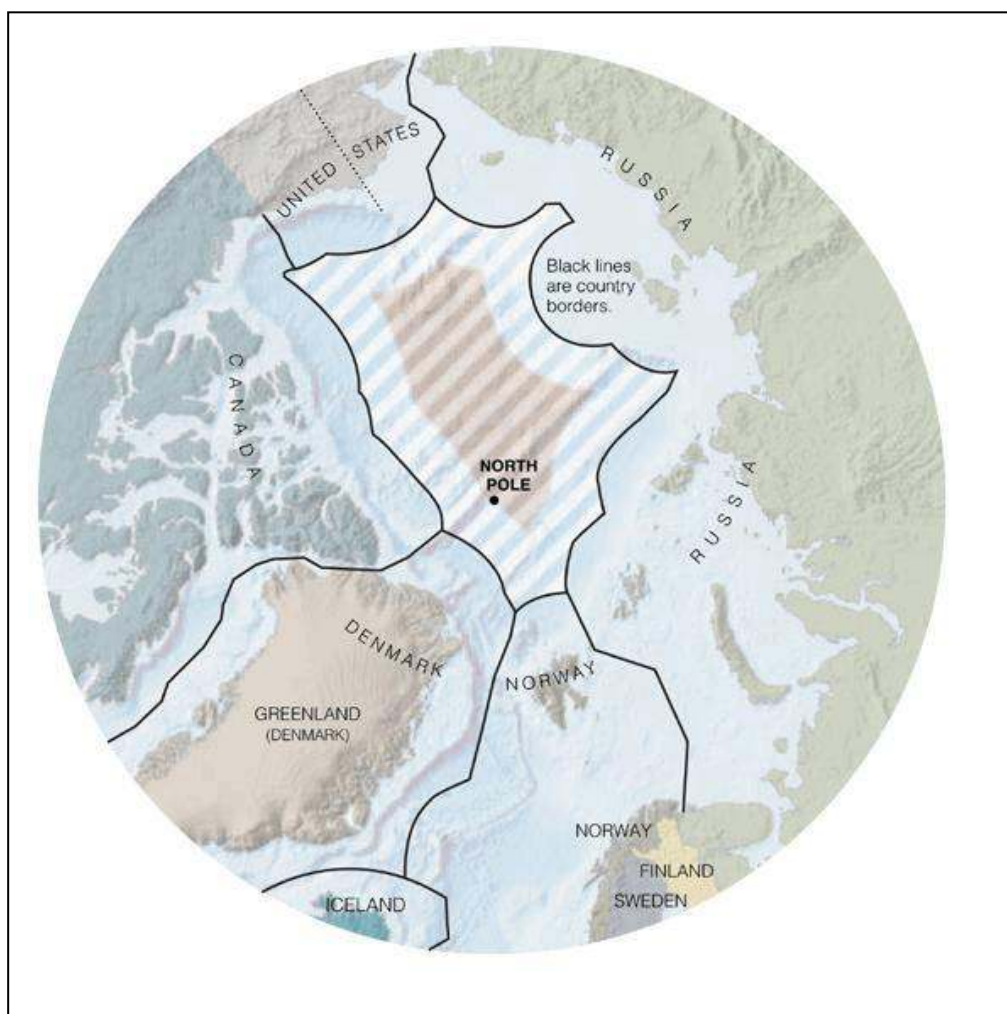 UNITED STATES
RUSSIA
Black lines
are country
borders.
CANADA
NORTH
POLE
RUSSIA
DENMARK
NORWAY
GREENLAND
(DENMARK)
NORWAY
FINLAND
SWEDEN
ICELAND